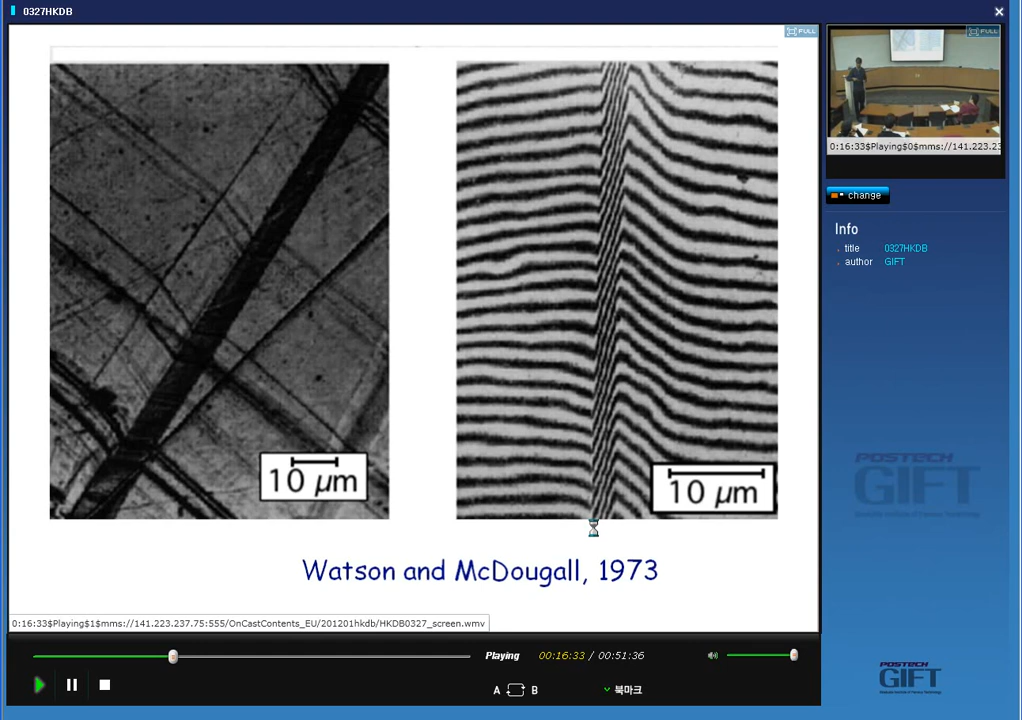 0327HKDB
FULL
FULL
0:16:33$Playing$0$mms://141.223.23
change
Info
title 0327HKDB
author GIFT
10 µm
10 µm
Watson and McDougall, 1973
0:16:33$Playing$1$mms://141.223.237.75:555/OnCastContents_EU/201201hkdb/HKDB0327_screen.wmv
Playing 00:16:33 / 00:51:36
A B
북마크
POSTECH
GIFT
POSTECH
GIFT